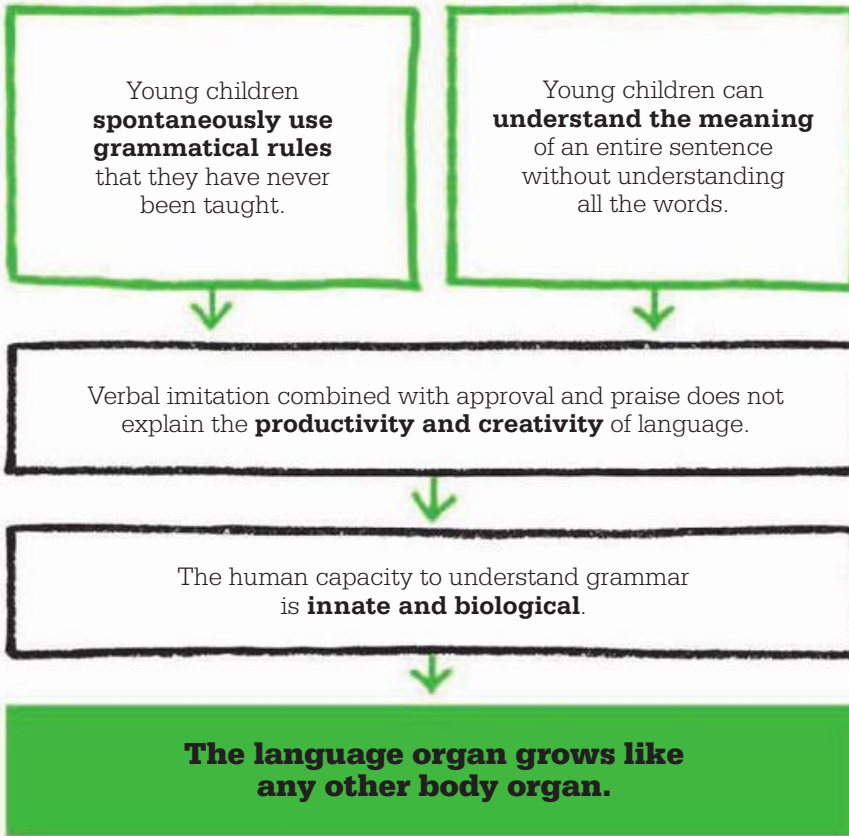 Young children
spontaneously use
grammatical rules
that they have never
been taught.
Young children can
understand the meaning
of an entire sentence
without understanding
all the words.
Verbal imitation combined with approval and praise does not
explain the productivity and creativity of language.
The human capacity to understand grammar
is innate and biological.
The language organ grows like
any other body organ.